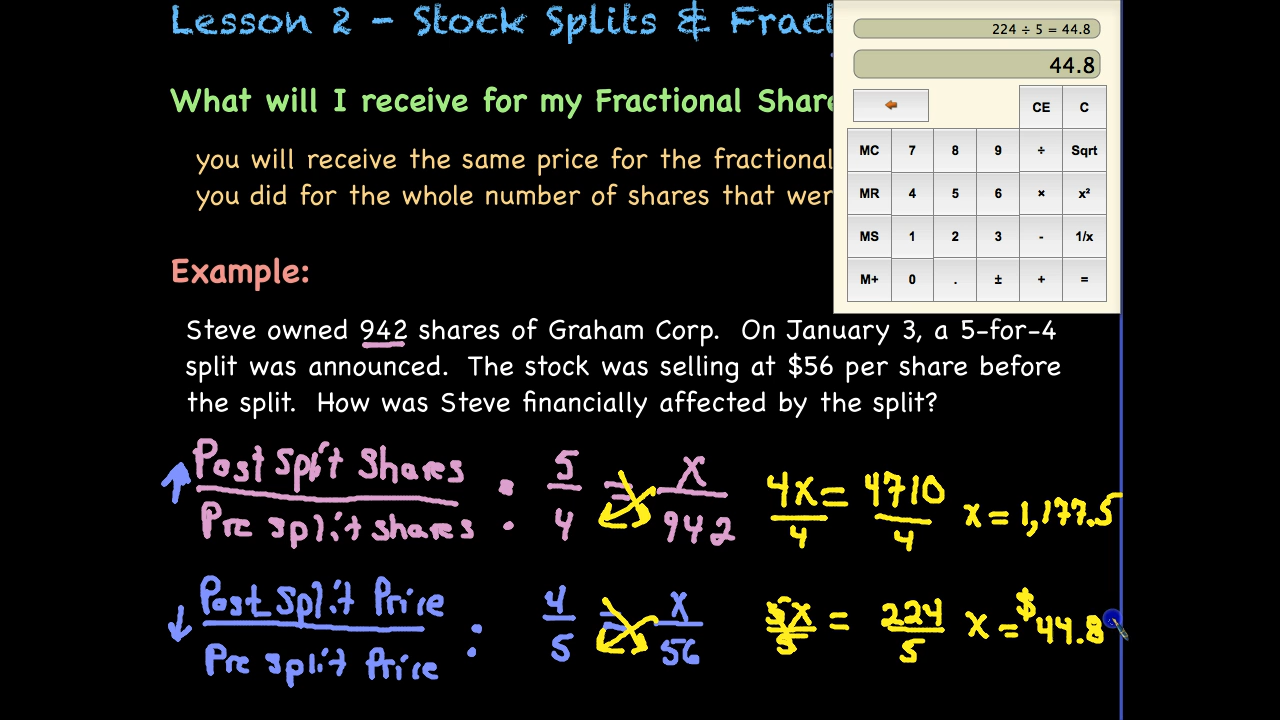 Lesson 2 - Stock Splits & Fract
What will I receive for my Fractional Share
you will receive the same price for the fractional
you did for the whole number of shares that wer
Example:
Steve owned 942 shares of Graham Corp. On January 3, a 5-for-4
split was announced. The stock was selling at $56 per share before
the split. How was Steve financially affected by the split?
Post Split Shares
Pre split shares
: 5/4 = x/942
4x/4 = 4710/4 x = 1,177.5
Post Split Price
Pre split Price
: 4/5 = x/56
5x/5 = 224/5 x = $44.8
224 ÷ 5 = 44.8
44.8
CE C
MC 7 8 9 ÷ Sqrt
MR 4 5 6 × x²
MS 1 2 3 - 1/x
M+ 0 . ± + =